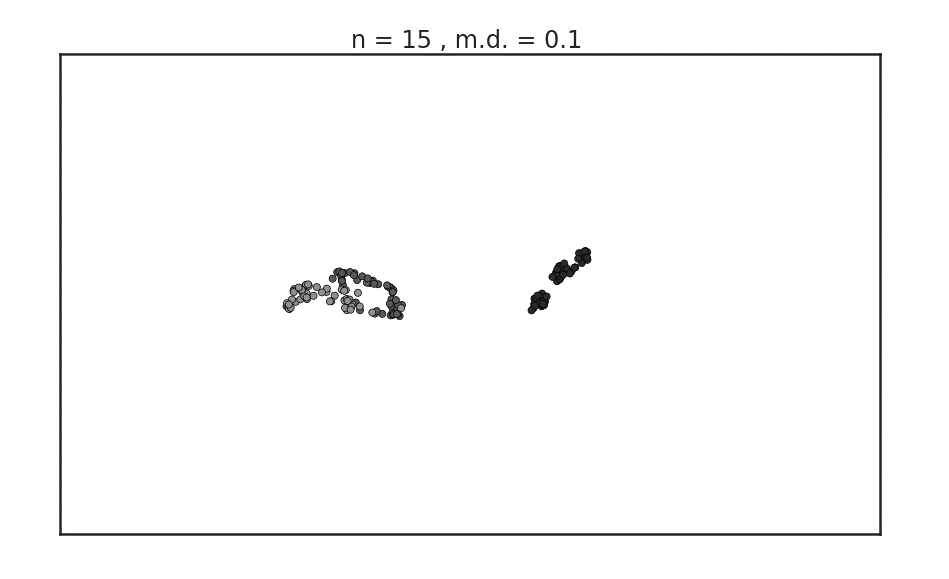 n = 15 , m.d. = 0.1